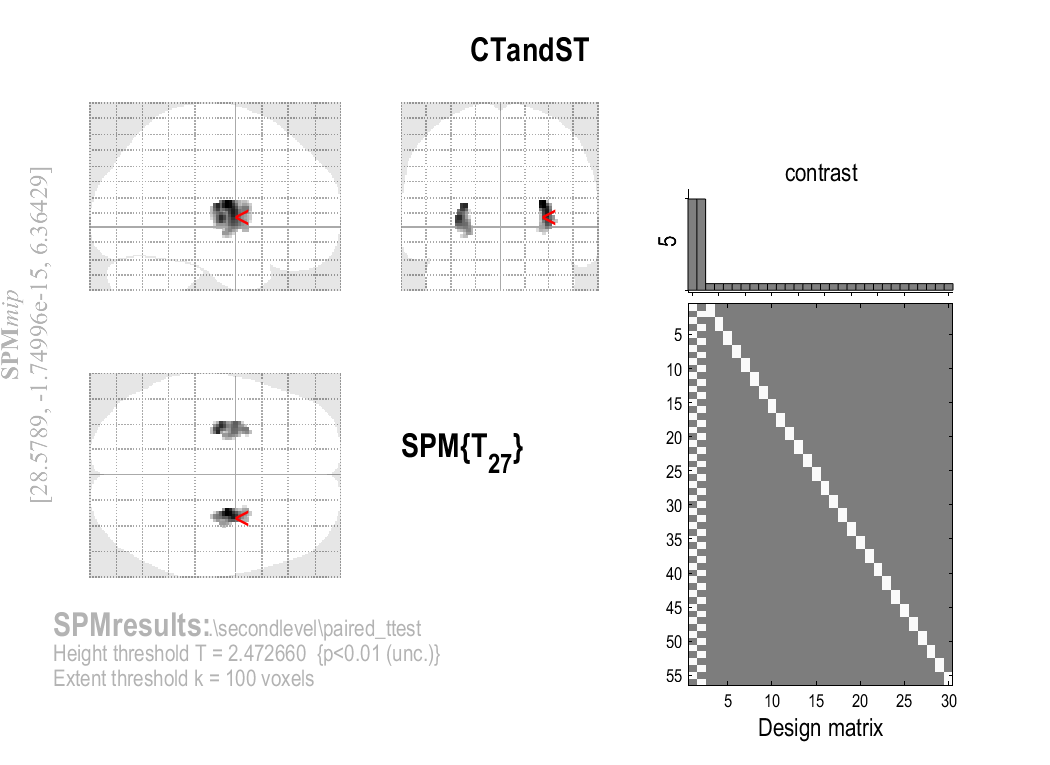 CTandST
SPMmip
[28.5789, -1.74996e-15, 6.36429]
SPM{T27}
SPMresults:.\secondlevel\paired_ttest
Height threshold T = 2.472660 {p<0.01 (unc.)}
Extent threshold k = 100 voxels
contrast
5
5
10
15
20
25
30
35
40
45
50
55
5 10 15 20 25 30
Design matrix